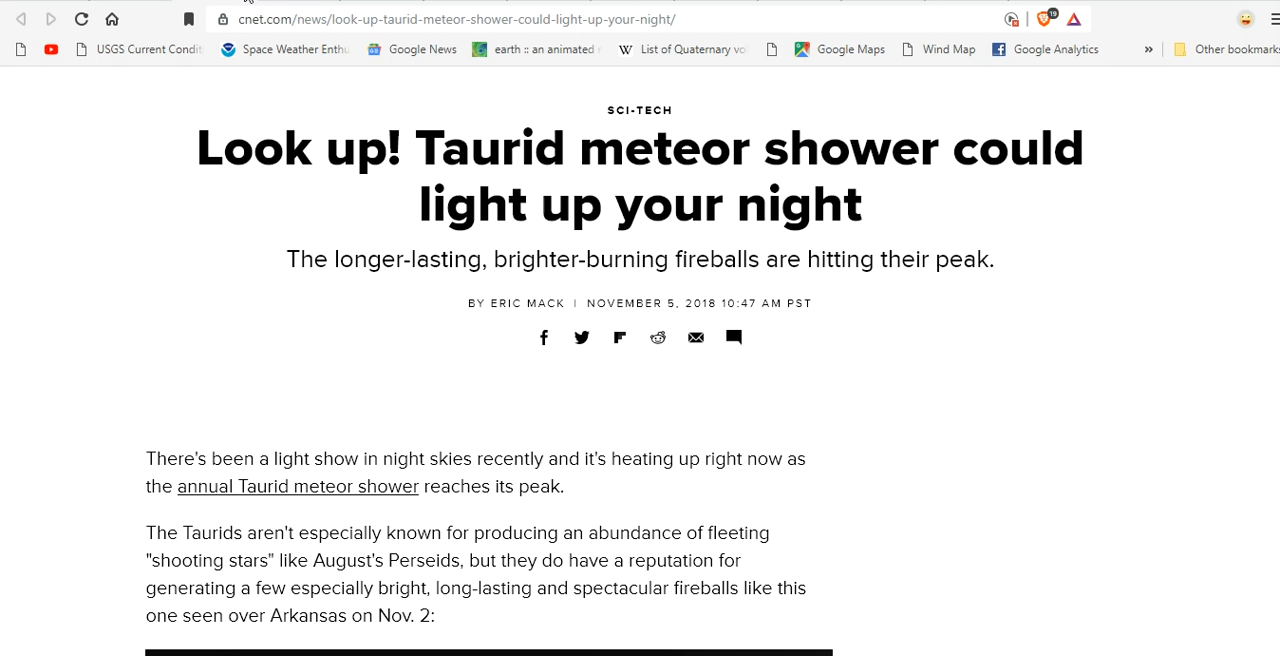 cnet.com/news/look-up-taurid-meteor-shower-could-light-up-your-night/
19
USGS Current Condit
Space Weather Enthu
Google News
earth :: an animated
W List of Quaternary vo
Google Maps
Wind Map
Google Analytics
»
Other bookmarks
SCI-TECH
Look up! Taurid meteor shower could
light up your night
The longer-lasting, brighter-burning fireballs are hitting their peak.
BY ERIC MACK | NOVEMBER 5, 2018 10:47 AM PST
There's been a light show in night skies recently and it's heating up right now as
the annual Taurid meteor shower reaches its peak.
The Taurids aren't especially known for producing an abundance of fleeting
"shooting stars" like August's Perseids, but they do have a reputation for
generating a few especially bright, long-lasting and spectacular fireballs like this
one seen over Arkansas on Nov. 2: